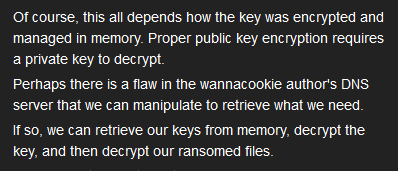 Of course, this all depends how the key was encrypted and
managed in memory. Proper public key encryption requires
a private key to decrypt.
Perhaps there is a flaw in the wannacookie author's DNS
server that we can manipulate to retrieve what we need.
If so, we can retrieve our keys from memory, decrypt the
key, and then decrypt our ransomed files.